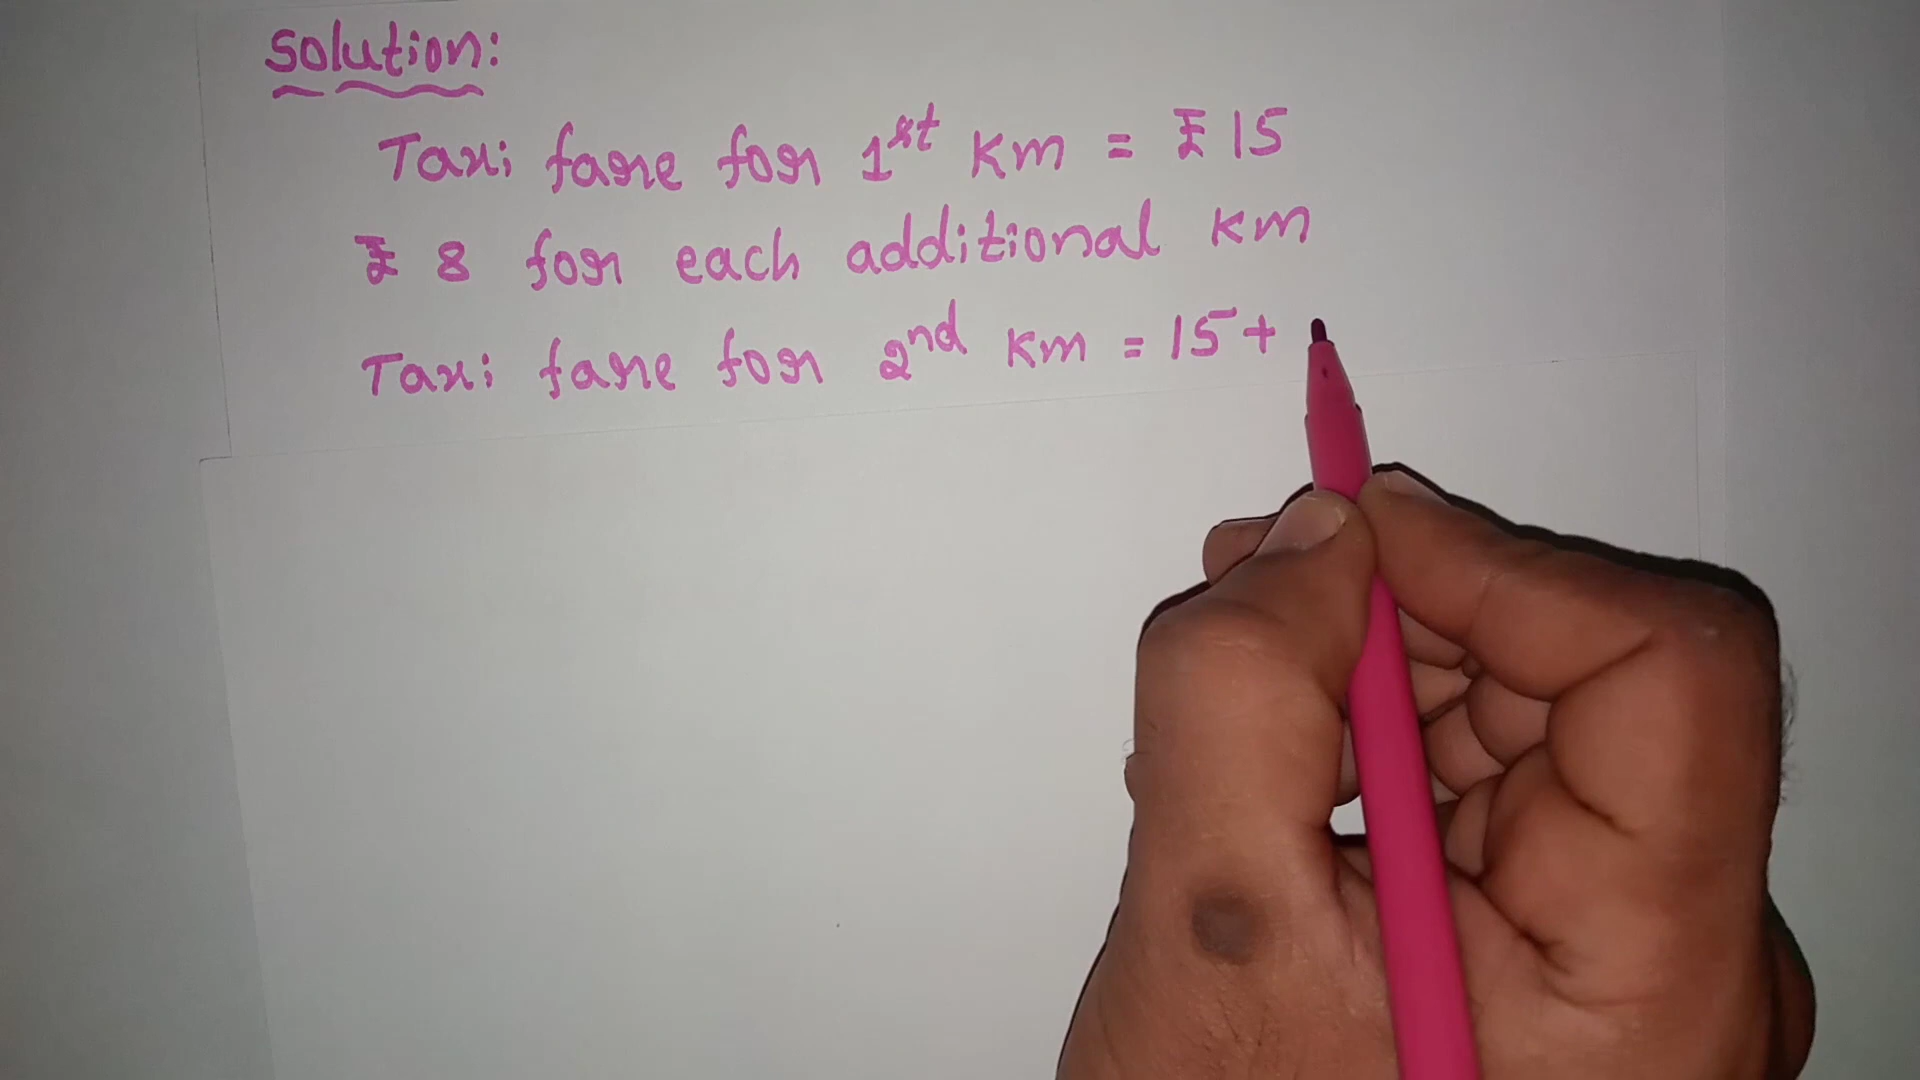 Solution:
Taxi fare for 1st Km = ₹ 15
₹ 8 for each additional Km
Taxi fare for 2nd Km = 15 +